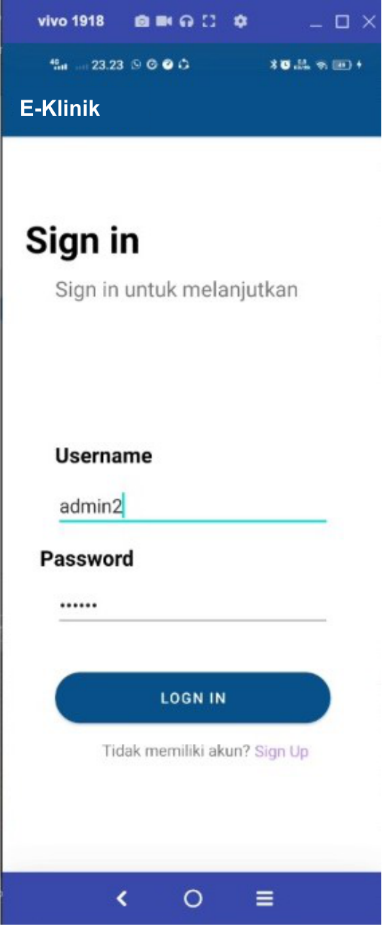 vivo 1918
23.23
E-Klinik
Sign in
Sign in untuk melanjutkan
Username
admin2
Password
••••••
LOGN IN
Tidak memiliki akun? Sign Up